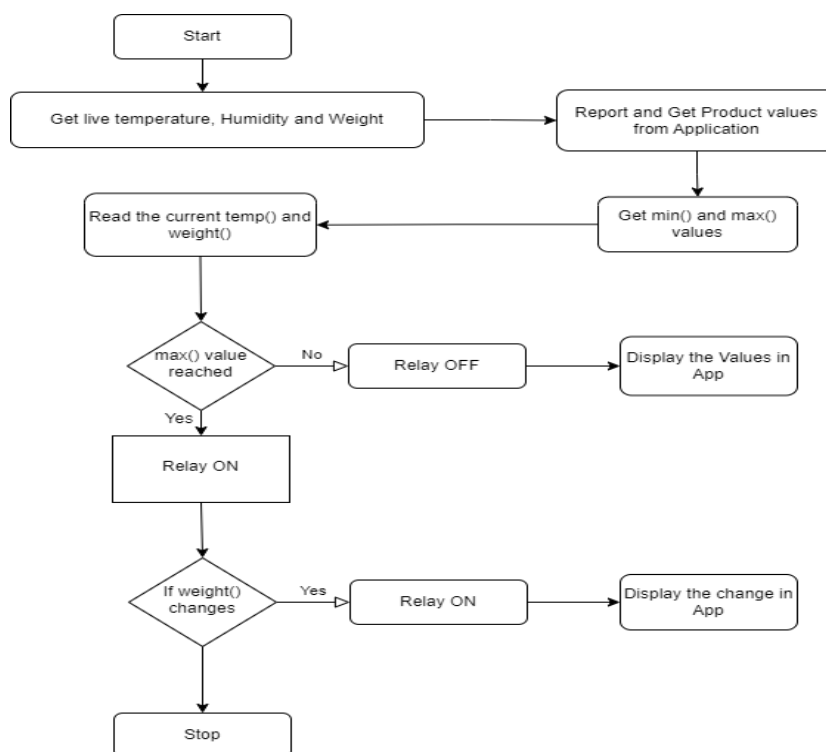 Start
Get live temperature, Humidity and Weight
Report and Get Product values
from Application
Get min() and max()
values
Read the current temp() and
weight()
max() value
reached
No
Relay OFF
Display the Values in
App
Yes
Relay ON
If weight()
changes
Yes
Relay ON
Display the change in
App
Stop